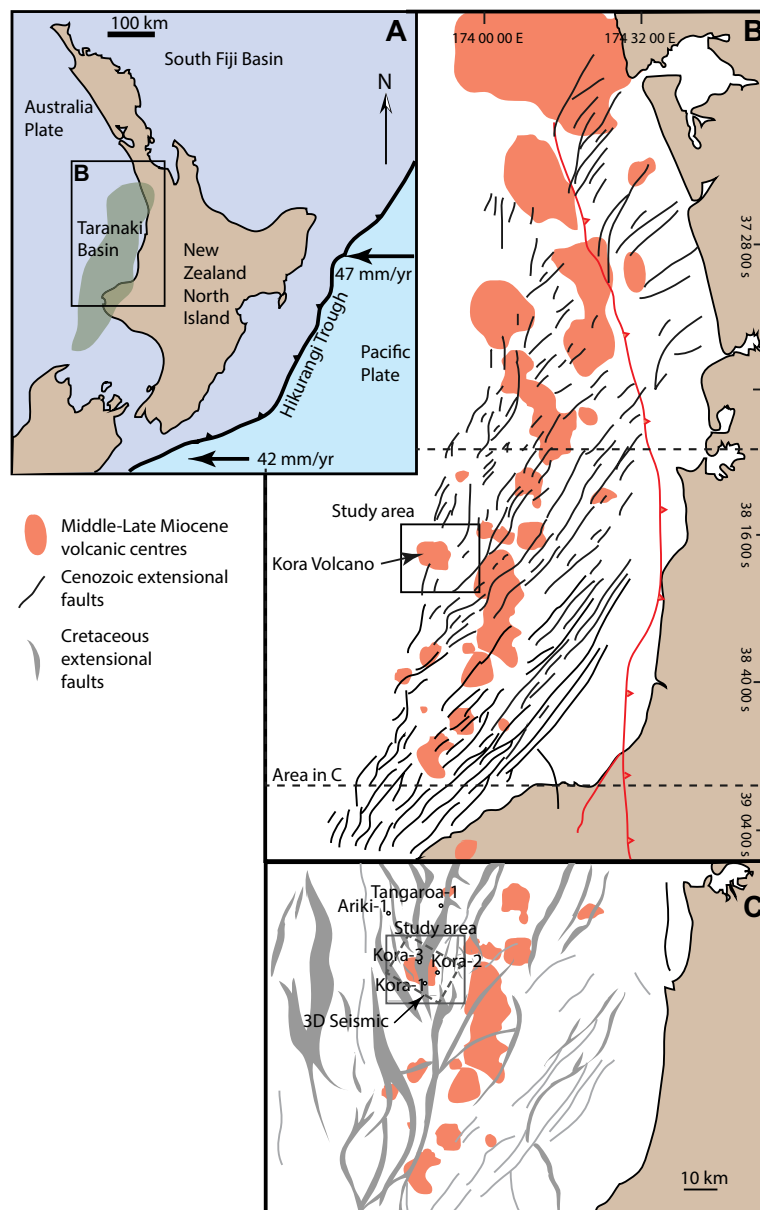 100 km
A
South Fiji Basin
N
Australia
Plate
B
Taranaki
Basin
New
Zealand
North
Island
47 mm/yr
Hikurangi Trough
Pacific
Plate
42 mm/yr
Middle-Late Miocene
volcanic centres
Cenozoic extensional
faults
Cretaceous
extensional
faults
B
174 00 00 E
174 32 00 E
37 28 00 s
38 16 00 s
38 40 00 s
39 04 00 s
Study area
Kora Volcano
Area in C
C
Tangaroa-1
Ariki-1
Study area
Kora-3
Kora-2
Kora-1
3D Seismic
10 km